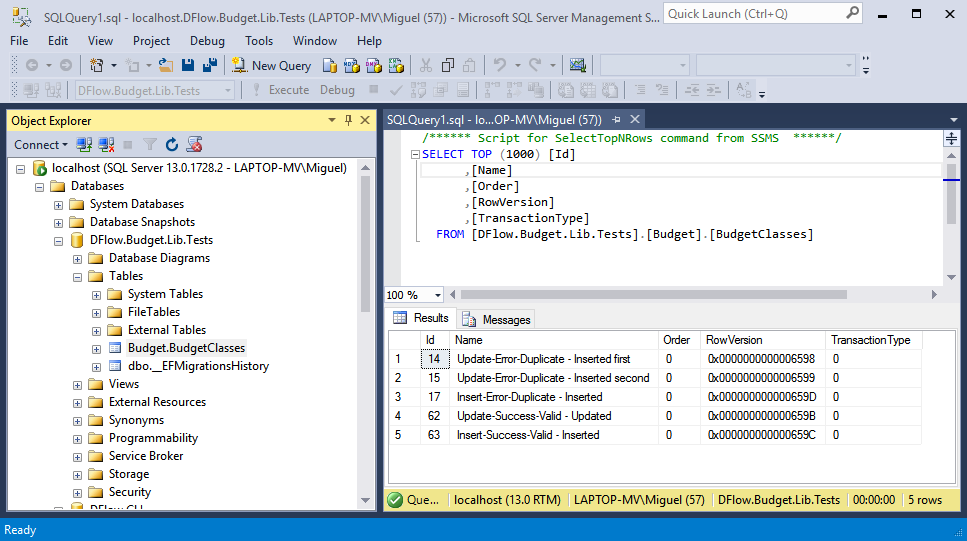 SQLQuery1.sql - localhost.DFlow.Budget.Lib.Tests (LAPTOP-MV\Miguel (57)) - Microsoft SQL Server Management S...
Quick Launch (Ctrl+Q)
File Edit View Project Debug Tools Window Help
New Query MDX DMX XMLA DAX
DFlow.Budget.Lib.Tests Execute Debug
Object Explorer
Connect
localhost (SQL Server 13.0.1728.2 - LAPTOP-MV\Miguel)
Databases
System Databases
Database Snapshots
DFlow.Budget.Lib.Tests
Database Diagrams
Tables
System Tables
FileTables
External Tables
Budget.BudgetClasses
dbo.__EFMigrationsHistory
Views
External Resources
Synonyms
Programmability
Service Broker
Storage
Security
SQLQuery1.sql - lo...OP-MV\Miguel (57))
/****** Script for SelectTopNRows command from SSMS  ******/
SELECT TOP (1000) [Id]
,[Name]
,[Order]
,[RowVersion]
,[TransactionType]
FROM [DFlow.Budget.Lib.Tests].[Budget].[BudgetClasses]
100 %
Results Messages
Id Name Order RowVersion TransactionType
1 14 Update-Error-Duplicate - Inserted first 0 0x0000000000006598 0
2 15 Update-Error-Duplicate - Inserted second 0 0x0000000000006599 0
3 17 Insert-Error-Duplicate - Inserted 0 0x000000000000659D 0
4 62 Update-Success-Valid - Updated 0 0x000000000000659B 0
5 63 Insert-Success-Valid - Inserted 0 0x000000000000659C 0
Que... localhost (13.0 RTM) LAPTOP-MV\Miguel (57) DFlow.Budget.Lib.Tests 00:00:00 5 rows
Ready